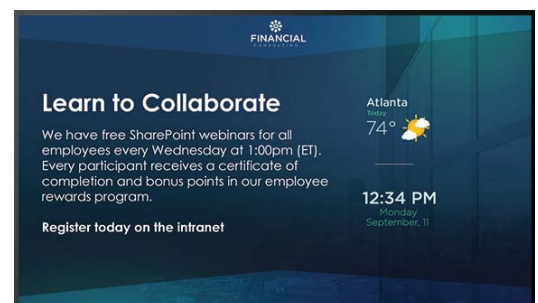 FINANCIAL
CONSULTING
Learn to Collaborate
We have free SharePoint webinars for all
employees every Wednesday at 1:00pm (ET).
Every participant receives a certificate of
completion and bonus points in our employee
rewards program.
Register today on the intranet
Atlanta
Today
74°
12:34 PM
Monday
September, 11